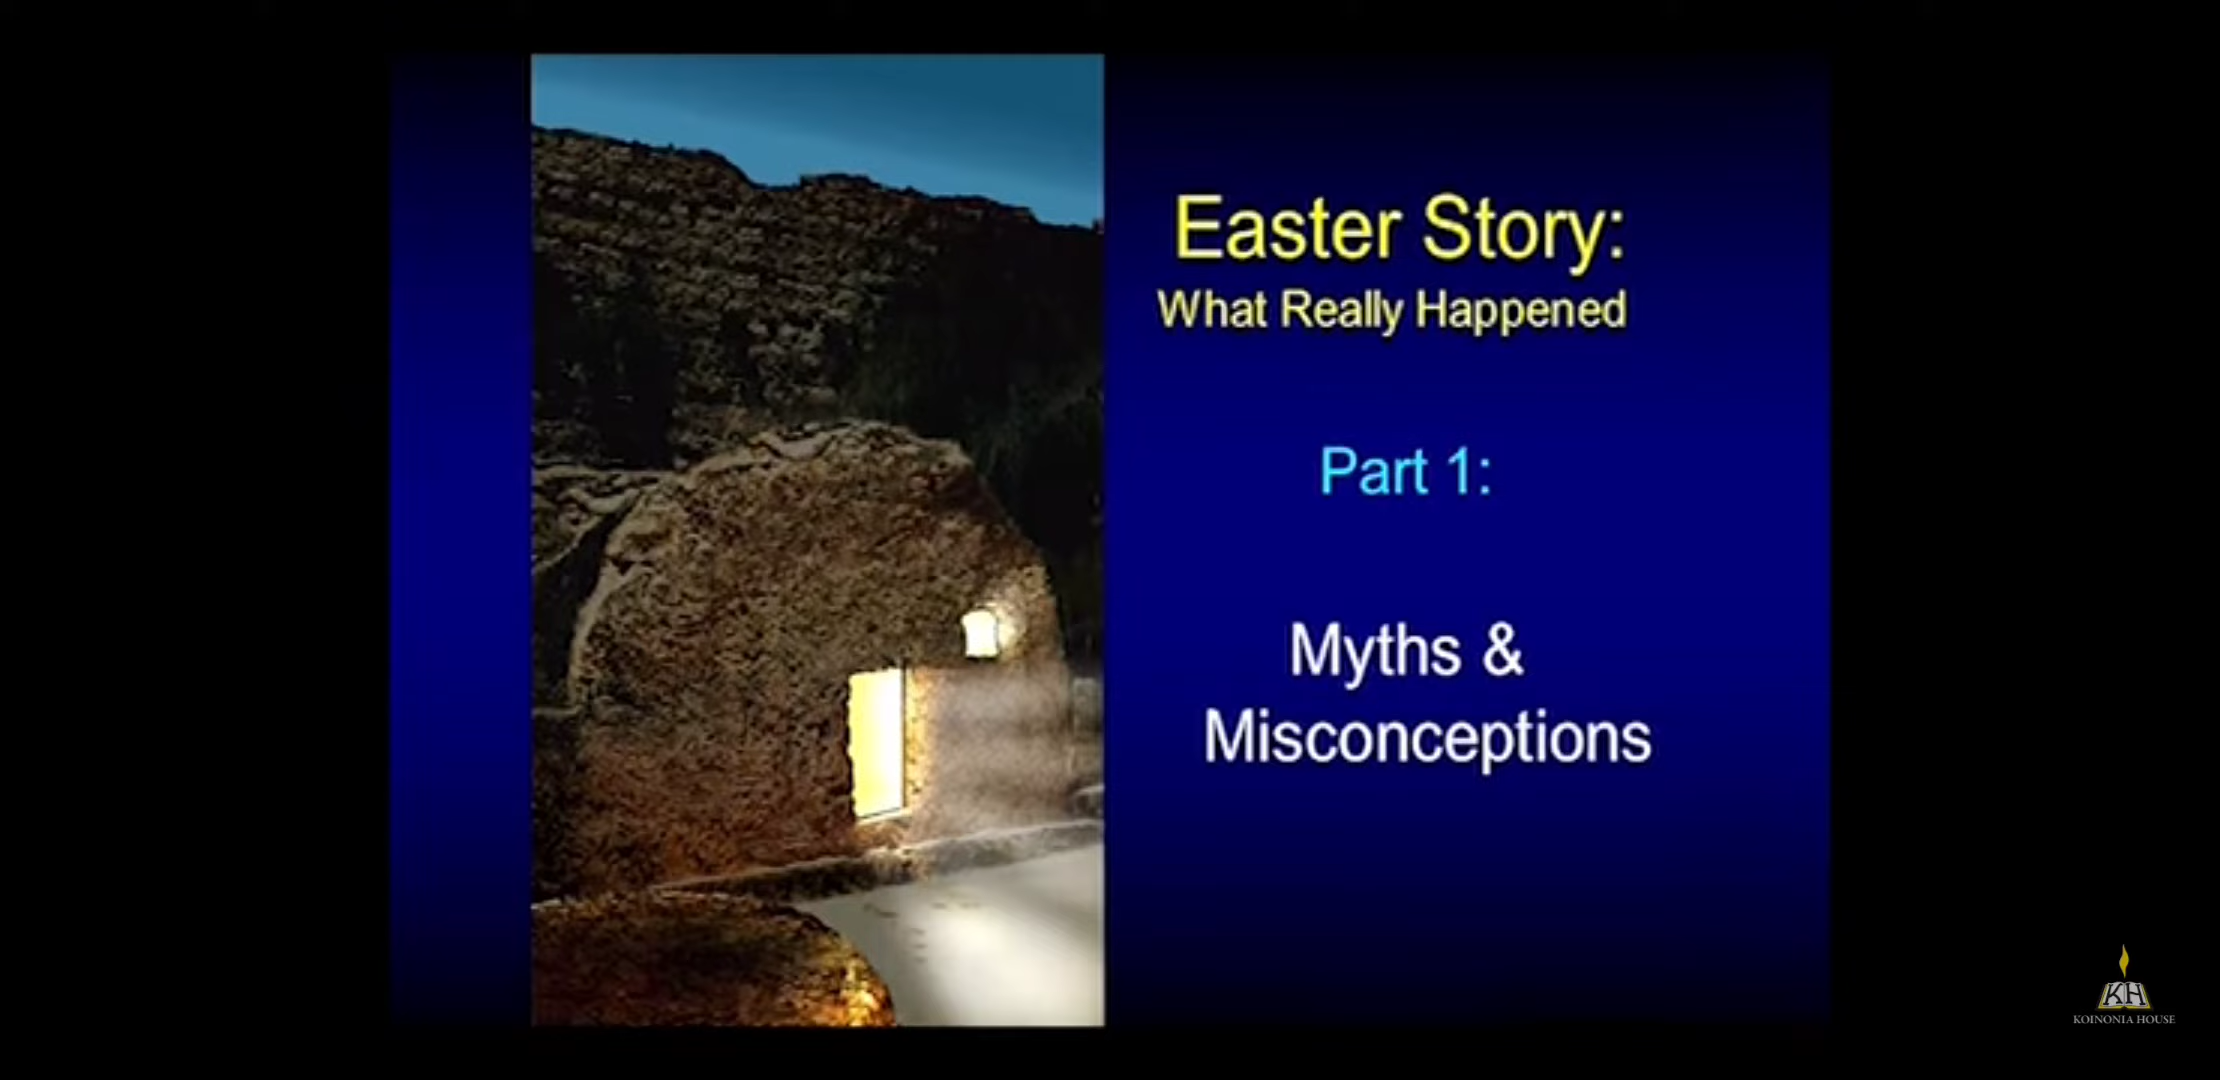 Easter Story:
What Really Happened
Part 1:
Myths &
Misconceptions
KH
KOINONIA HOUSE